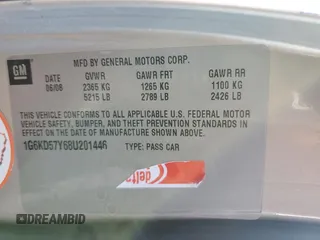 GM
MFD BY GENERAL MOTORS CORP.
DATE GVWR GAWR FRT GAWR RR
06/06 2365 KG 1265 KG 1100 KG
5215 LB 2789 LB 2426 LB
THIS VEHICLE CONFORMS TO ALL APPLICABLE U.S. FEDERAL MOTOR
VEHICLE SAFETY, BUMPER, AND THEFT PREVENTION STANDARDS IN
EFFECT ON THE DATE OF MANUFACTURE SHOWN ABOVE.
1G6KD57Y68U201446 TYPE: PASS CAR
delta
DREAMBID